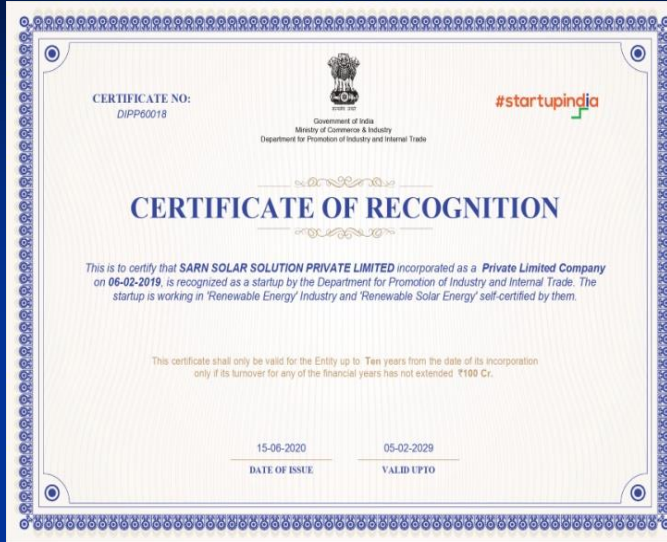 CERTIFICATE NO:
DIPP60018
#startupindia
Government of India
Ministry of Commerce & Industry
Department for Promotion of Industry and Internal Trade
CERTIFICATE OF RECOGNITION
This is to certify that SARN SOLAR SOLUTION PRIVATE LIMITED incorporated as a Private Limited Company
on 06-02-2019, is recognized as a startup by the Department for Promotion of Industry and Internal Trade. The
startup is working in 'Renewable Energy' Industry and 'Renewable Solar Energy' self-certified by them.
This certificate shall only be valid for the Entity up to Ten years from the date of its incorporation
only if its turnover for any of the financial years has not extended ₹100 Cr.
15-06-2020 05-02-2029
DATE OF ISSUE VALID UPTO